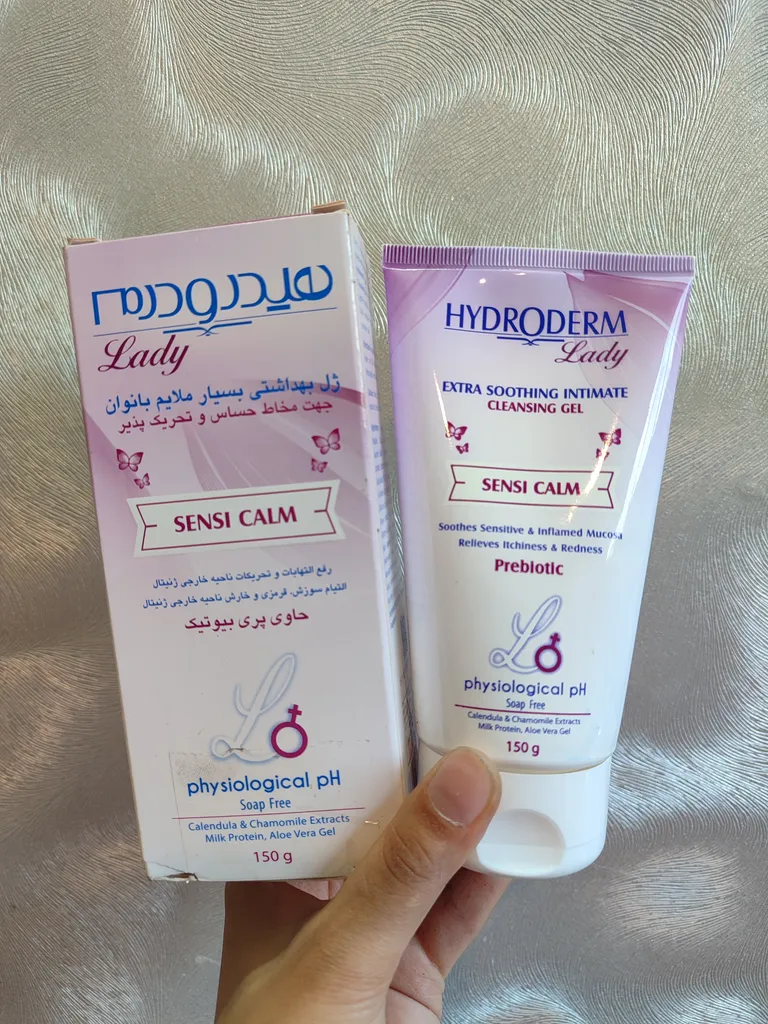 هیدرودرم
Lady
ژل بهداشتی بسیار ملایم بانوان
جهت مخاط حساس و تحریک پذیر
SENSI CALM
رفع التهابات و تحریکات ناحیه خارجی ژنیتال
التیام سوزش، قرمزی و خارش ناحیه خارجی ژنیتال
حاوی پری بیوتیک
physiological pH
Soap Free
Calendula & Chamomile Extracts
Milk Protein, Aloe Vera Gel
150 g
HYDRODERM
Lady
EXTRA SOOTHING INTIMATE
CLEANSING GEL
SENSI CALM
Soothes Sensitive & Inflamed Mucosa
Relieves Itchiness & Redness
Prebiotic
physiological pH
Soap Free
Calendula & Chamomile Extracts
Milk Protein, Aloe Vera Gel
150 g